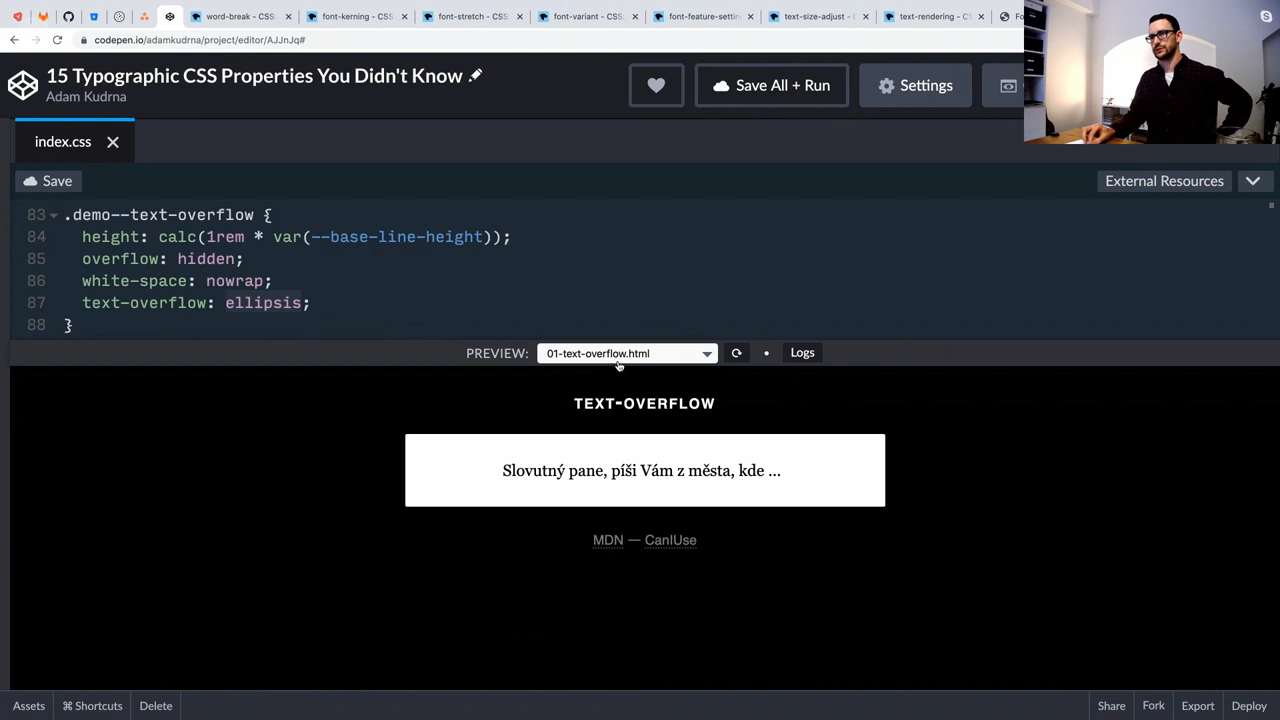 word-break - CSS:
font-kerning - CSS
font-stretch - CSS:
font-variant - CSS:
font-feature-settin
text-size-adjust - C
text-rendering - CS
Fo
codepen.io/adamkudrna/project/editor/AJJnJq#
15 Typographic CSS Properties You Didn't Know
Adam Kudrna
Save All + Run
Settings
index.css
Save
External Resources
83 .demo--text-overflow {
84 height: calc(1rem * var(--base-line-height));
85 overflow: hidden;
86 white-space: nowrap;
87 text-overflow: ellipsis;
88 }
PREVIEW: 01-text-overflow.html Logs
TEXT-OVERFLOW
Slovutný pane, píši Vám z města, kde ...
MDN — CanIUse
Assets ⌘ Shortcuts Delete Share Fork Export Deploy